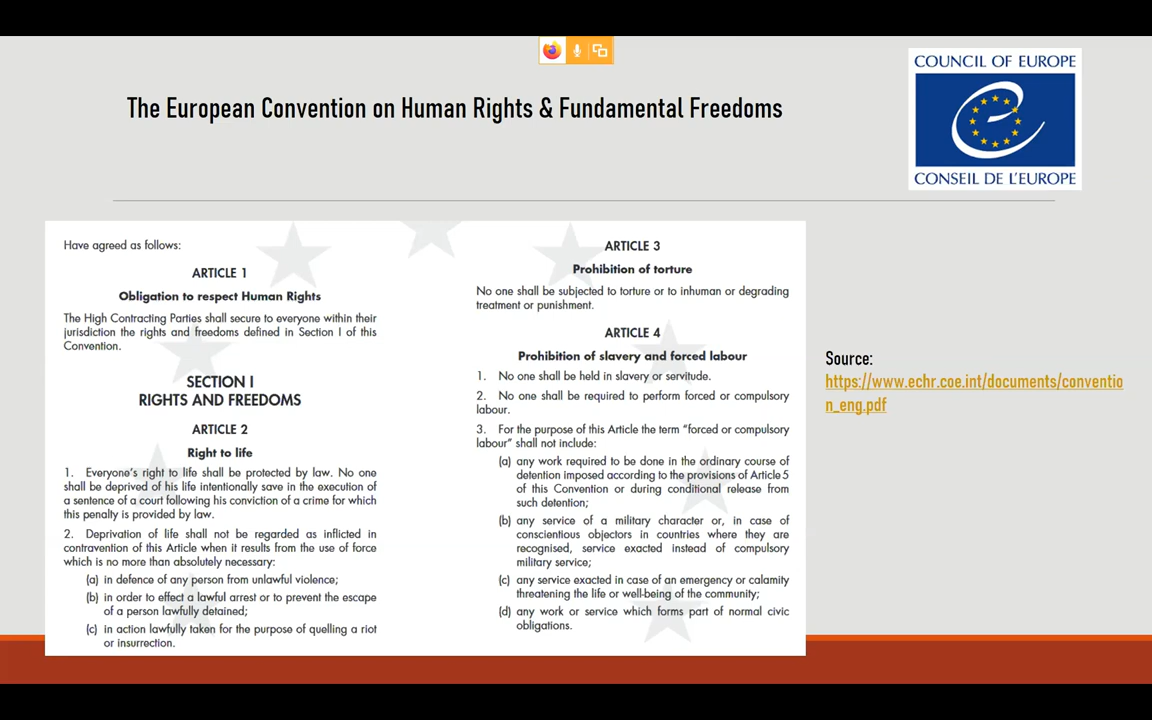 COUNCIL OF EUROPE
CONSEIL DE L'EUROPE
The European Convention on Human Rights & Fundamental Freedoms
Have agreed as follows:
ARTICLE 1
Obligation to respect Human Rights
The High Contracting Parties shall secure to everyone within their
jurisdiction the rights and freedoms defined in Section I of this
Convention.
SECTION I
RIGHTS AND FREEDOMS
ARTICLE 2
Right to life
1. Everyone's right to life shall be protected by law. No one
shall be deprived of his life intentionally save in the execution of
a sentence of a court following his conviction of a crime for which
this penalty is provided by law.
2. Deprivation of life shall not be regarded as inflicted in
contravention of this Article when it results from the use of force
which is no more than absolutely necessary:
(a) in defence of any person from unlawful violence;
(b) in order to effect a lawful arrest or to prevent the escape
of a person lawfully detained;
(c) in action lawfully taken for the purpose of quelling a riot
or insurrection.
ARTICLE 3
Prohibition of torture
No one shall be subjected to torture or to inhuman or degrading
treatment or punishment.
ARTICLE 4
Prohibition of slavery and forced labour
1. No one shall be held in slavery or servitude.
2. No one shall be required to perform forced or compulsory
labour.
3. For the purpose of this Article the term "forced or compulsory
labour" shall not include:
(a) any work required to be done in the ordinary course of
detention imposed according to the provisions of Article 5
of this Convention or during conditional release from
such detention;
(b) any service of a military character or, in case of
conscientious objectors in countries where they are
recognised, service exacted instead of compulsory
military service;
(c) any service exacted in case of an emergency or calamity
threatening the life or well-being of the community;
(d) any work or service which forms part of normal civic
obligations.
Source:
https://www.echr.coe.int/documents/conventio
n_eng.pdf